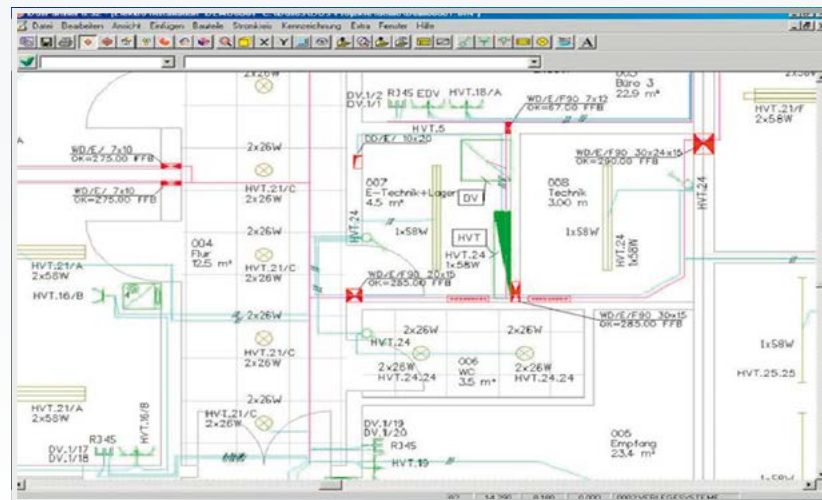 Datei Bearbeiten Ansicht Einfügen Bauteile Stromkreis Kennzeichnung Extra Fenster Hilfe
2x26W
DV.1/2 RJ45 EDV HVT.18/A
DV.1/1
Büro 3
22.9 m²
HVT.21/F
2x58W
WD/E/F90 7x12
OK=67.00 FFB
HVT.5
2x26W
DD/E/ 10x20
WD/E/F90 30x24x15
OK=290.00 FFB
WD/E/ 7x10
OK=275.00 FFB
WD/E/ 7x10
OK=275.00 FFB
HVT.21/C
2x26W
007
E-Technik+Lager
4.5 m²
DV
008
Technik
3.00 m²
HVT.24
HVT.24
HVT.21/C
2x26W
004
Flur
12.5 m²
1x58W
HVT
HVT.24
1x58W
1x58W
HVT.24
1x58W
HVT.21/A
2x58W
HVT.21/C
2x26W
HVT.16/B
WD/E/F90 20x15
OK=285.00 FFB
WD/E/F90 30x15
OK=285.00 FFB
HVT.21/C
2x26W
HVT.24
2x26W
2x26W
006
WC
3.5 m²
2x26W
HVT.24.24
2x26W
HVT.24.24
1x58W
HVT.25.25
HVT.21/A
2x58W
HVT.16/B
2x26W
HVT.21/C
2x26W
RJ45
DV.1/17
DV.1/18
DV.1/19
DV.1/20
RJ45
HVT.19
005
Empfang
23.4 m²
1x58W